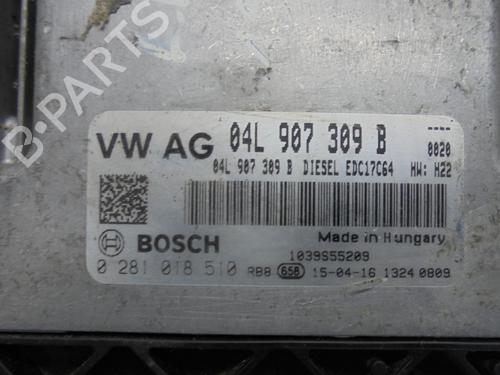 B-PARTS
VW AG 04L 907 309 B ----
04L 907 309 B DIESEL EDC17C64 0020
HW: H22
BOSCH Made in Hungary
1039S55209
0 281 018 510 RBB 658 15-04-16 1324 0809